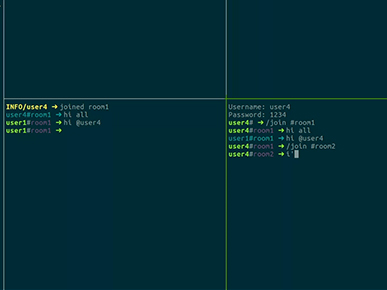 INFO/user4 ➜ joined room1
user4#room1 ➜ hi all
user1#room1 ➜ hi @user4
user1#room1 ➜
Username: user4
Password: 1234
user4# ➜ /join #room1
user4#room1 ➜ hi all
user1#room1 ➜ hi @user4
user4#room1 ➜ /join #room2
user4#room2 ➜ i'